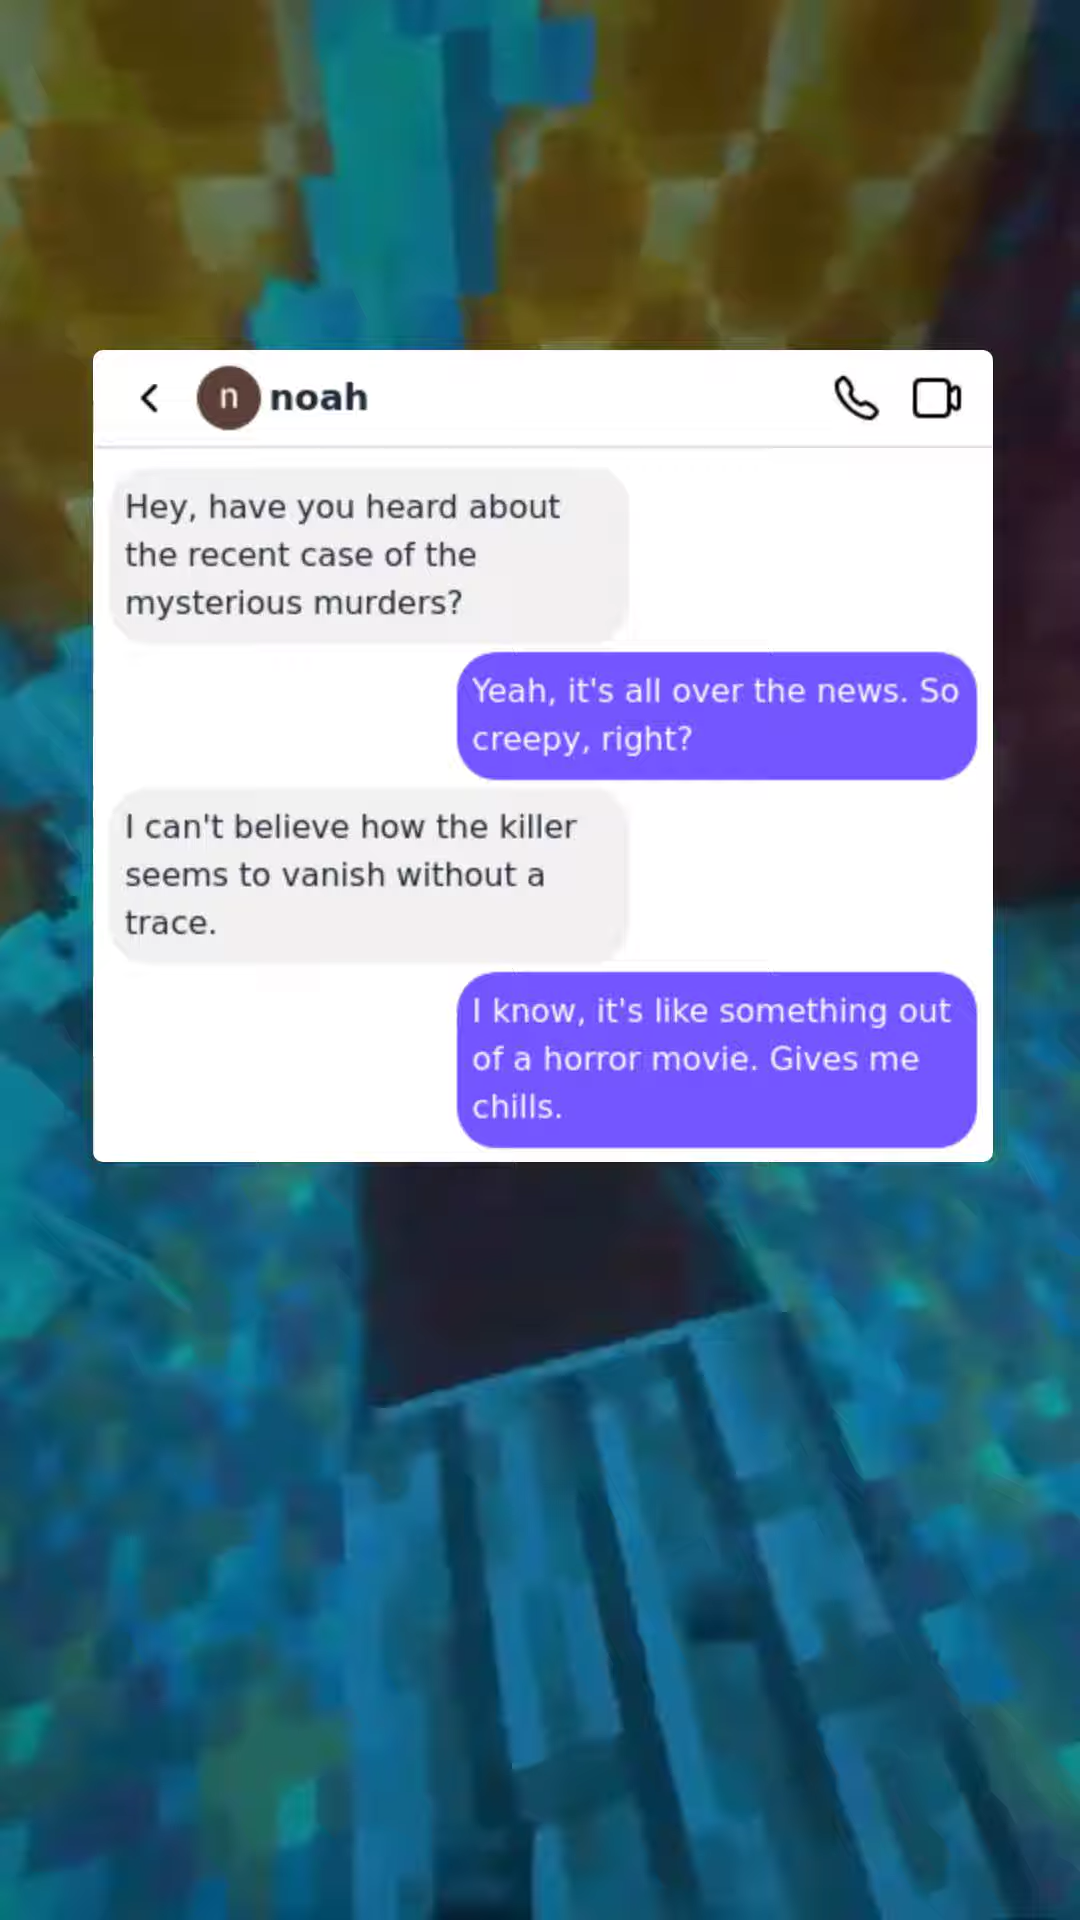 n noah
Hey, have you heard about
the recent case of the
mysterious murders?
Yeah, it's all over the news. So
creepy, right?
I can't believe how the killer
seems to vanish without a
trace.
I know, it's like something out
of a horror movie. Gives me
chills.